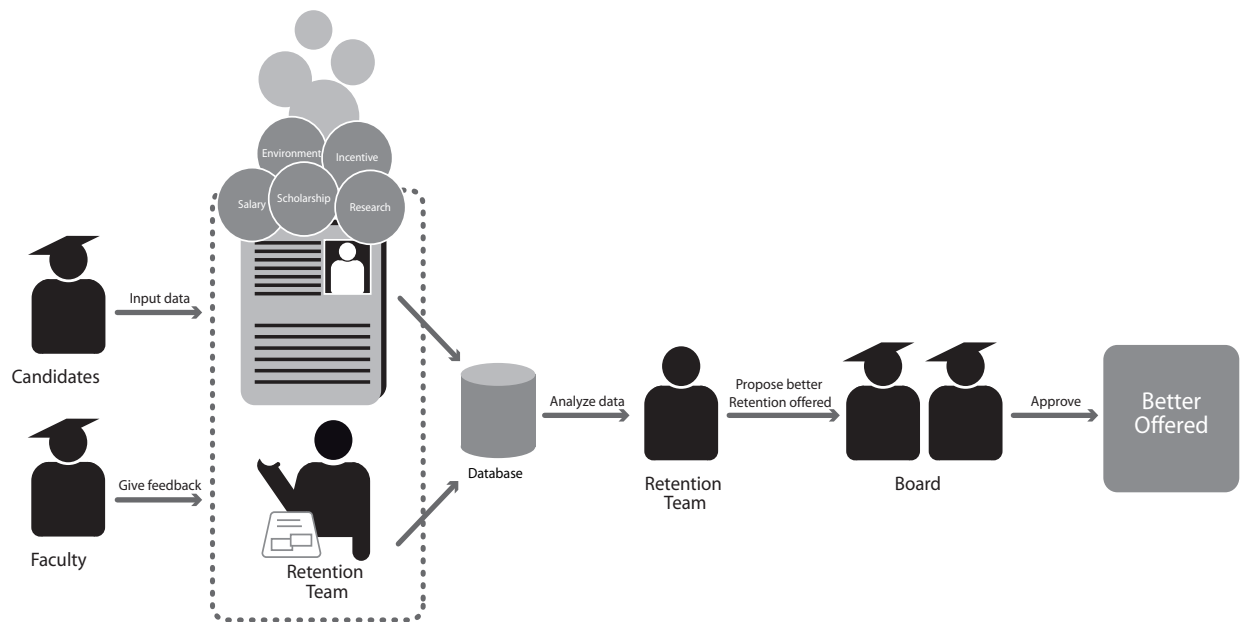 Environment
Incentive
Salary
Scholarship
Research
Input data
Candidates
Give feedback
Faculty
Retention
Team
Database
Analyze data
Retention
Team
Propose better
Retention offered
Board
Approve
Better
Offered